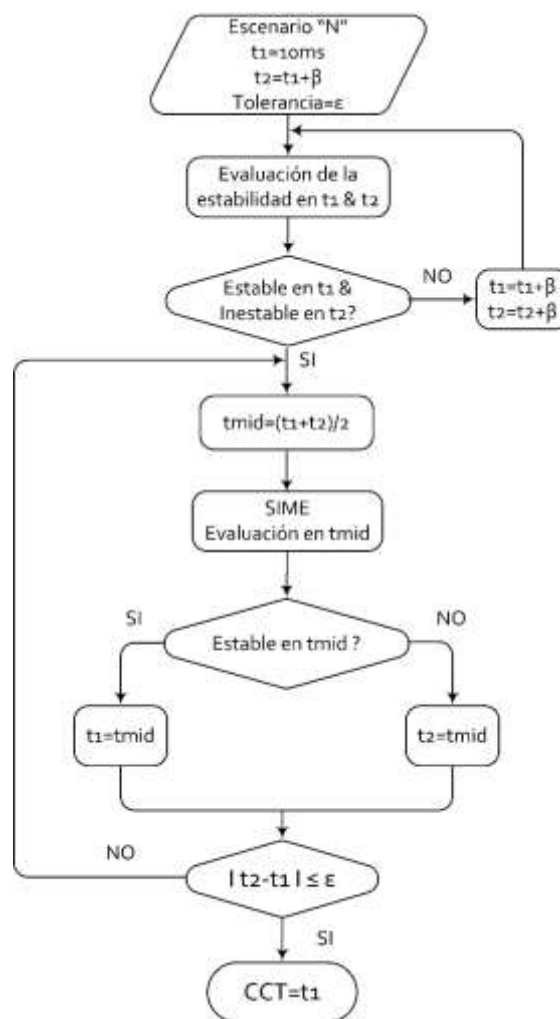 Escenario "N"
t1=10ms
t2=t1+β
Tolerancia=ε
Evaluación de la
estabilidad en t1 & t2
Estable en t1 &
Inestable en t2?
NO
t1=t1+β
t2=t2+β
SI
tmid=(t1+t2)/2
SIME
Evaluación en tmid
SI
Estable en tmid ?
NO
t1=tmid
t2=tmid
NO
I t2-t1 I ≤ ε
SI
CCT=t1